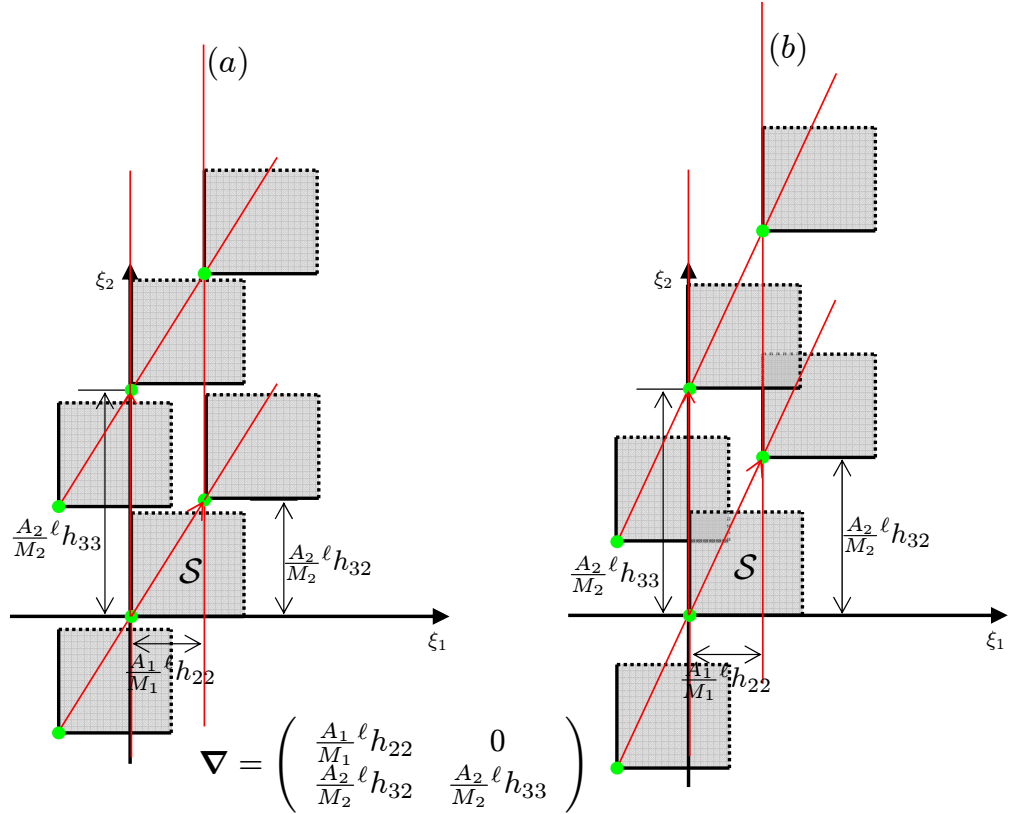 (a)
(b)
ξ₂
ξ₂
A₂/M₂ ℓh₃₃
A₂/M₂ ℓh₃₂
𝒮
A₂/M₂ ℓh₃₃
A₂/M₂ ℓh₃₂
𝒮
ξ₁
ξ₁
A₁/M₁ ℓh₂₂
A₁/M₁ ℓh₂₂
∇ = ( A₁/M₁ ℓh₂₂ 0
A₂/M₂ ℓh₃₂ A₂/M₂ ℓh₃₃ )